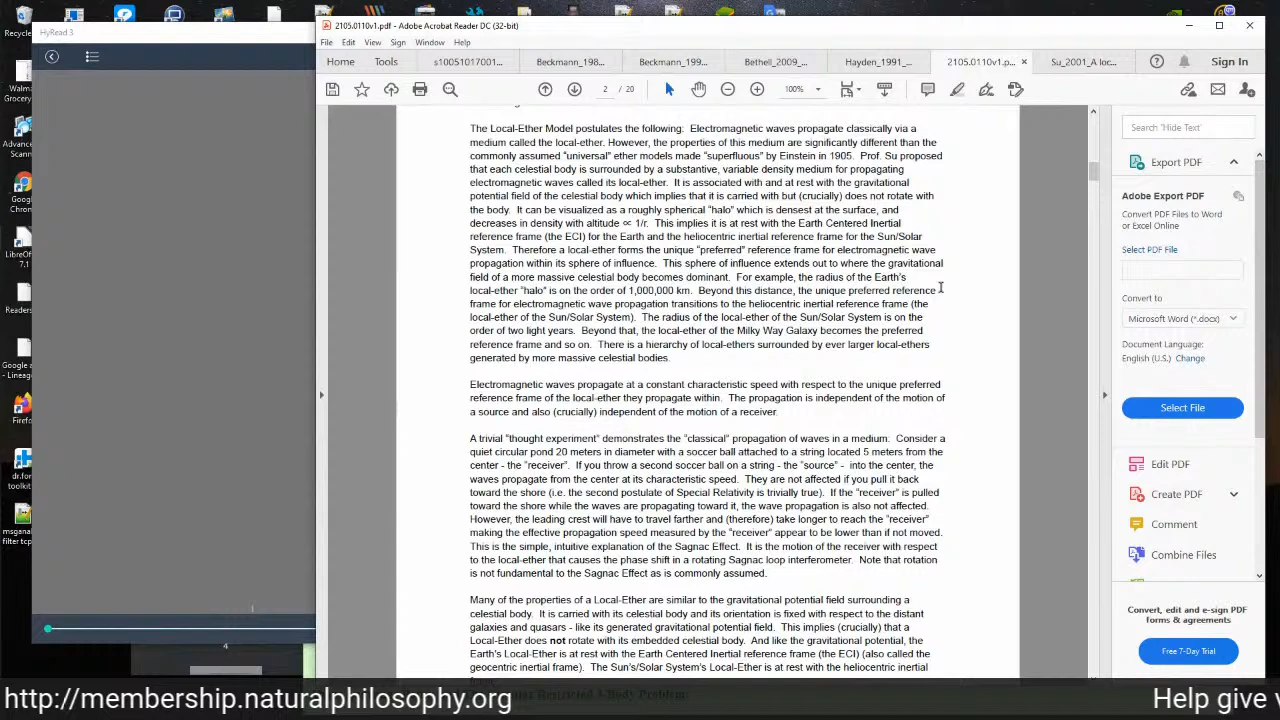 Recycle
HyRead 3
2105.0110v1.pdf - Adobe Acrobat Reader DC (32-bit)
File Edit View Sign Window Help
Home Tools s10051017001... Beckmann_198... Beckmann_199... Bethell_2009_... Hayden_1991_... 2105.0110v1.p... × Su_2001_A loc... Sign In
2 / 20 100%
The Local-Ether Model postulates the following: Electromagnetic waves propagate classically via a
medium called the local-ether. However, the properties of this medium are significantly different than the
commonly assumed "universal" ether models made "superfluous" by Einstein in 1905. Prof. Su proposed
that each celestial body is surrounded by a substantive, variable density medium for propagating
electromagnetic waves called its local-ether. It is associated with and at rest with the gravitational
potential field of the celestial body which implies that it is carried with but (crucially) does not rotate with
the body. It can be visualized as a roughly spherical "halo" which is densest at the surface, and
decreases in density with altitude ∝ 1/r. This implies it is at rest with the Earth Centered Inertial
reference frame (the ECI) for the Earth and the heliocentric inertial reference frame for the Sun/Solar
System. Therefore a local-ether forms the unique "preferred" reference frame for electromagnetic wave
propagation within its sphere of influence. This sphere of influence extends out to where the gravitational
field of a more massive celestial body becomes dominant. For example, the radius of the Earth's
local-ether "halo" is on the order of 1,000,000 km. Beyond this distance, the unique preferred reference
frame for electromagnetic wave propagation transitions to the heliocentric inertial reference frame (the
local-ether of the Sun/Solar System). The radius of the local-ether of the Sun/Solar System is on the
order of two light years. Beyond that, the local-ether of the Milky Way Galaxy becomes the preferred
reference frame and so on. There is a hierarchy of local-ethers surrounded by ever larger local-ethers
generated by more massive celestial bodies.
Electromagnetic waves propagate at a constant characteristic speed with respect to the unique preferred
reference frame of the local-ether they propagate within. The propagation is independent of the motion of
a source and also (crucially) independent of the motion of a receiver.
A trivial "thought experiment" demonstrates the "classical" propagation of waves in a medium: Consider a
quiet circular pond 20 meters in diameter with a soccer ball attached to a string located 5 meters from the
center - the "receiver". If you throw a second soccer ball on a string - the "source" - into the center, the
waves propagate from the center at its characteristic speed. They are not affected if you pull it back
toward the shore (i.e. the second postulate of Special Relativity is trivially true). If the "receiver" is pulled
toward the shore while the waves are propagating toward it, the wave propagation is also not affected.
However, the leading crest will have to travel farther and (therefore) take longer to reach the "receiver"
making the effective propagation speed measured by the "receiver" appear to be lower than if not moved.
This is the simple, intuitive explanation of the Sagnac Effect. It is the motion of the receiver with respect
to the local-ether that causes the phase shift in a rotating Sagnac loop interferometer. Note that rotation
is not fundamental to the Sagnac Effect as is commonly assumed.
Many of the properties of a Local-Ether are similar to the gravitational potential field surrounding a
celestial body. It is carried with its celestial body and its orientation is fixed with respect to the distant
galaxies and quasars - like its generated gravitational potential field. This implies (crucially) that a
Local-Ether does not rotate with its embedded celestial body. And like the gravitational potential, the
Earth's Local-Ether is at rest with the Earth Centered Inertial reference frame (the ECI) (also called the
geocentric inertial frame). The Sun's/Solar System's Local-Ether is at rest with the heliocentric inertial
Search "Hide Text"
Export PDF
Adobe Export PDF
Convert PDF Files to Word
or Excel Online
Select PDF File
Convert to
Microsoft Word (*.docx)
Document Language:
English (U.S.) Change
Select File
Edit PDF
Create PDF
Comment
Combine Files
Convert, edit and e-sign PDF
forms & agreements
Free 7-Day Trial
Walma
Grocery
Advanc
Scann
Googl
Chrom
LibreOf
7.1
Readers
Google a
- Lineag
Firefo
dr.for
toolkit
msganal
filter tcp
1
4
Restricted 3-Body Problem:
http://membership.naturalphilosophy.org
Help give